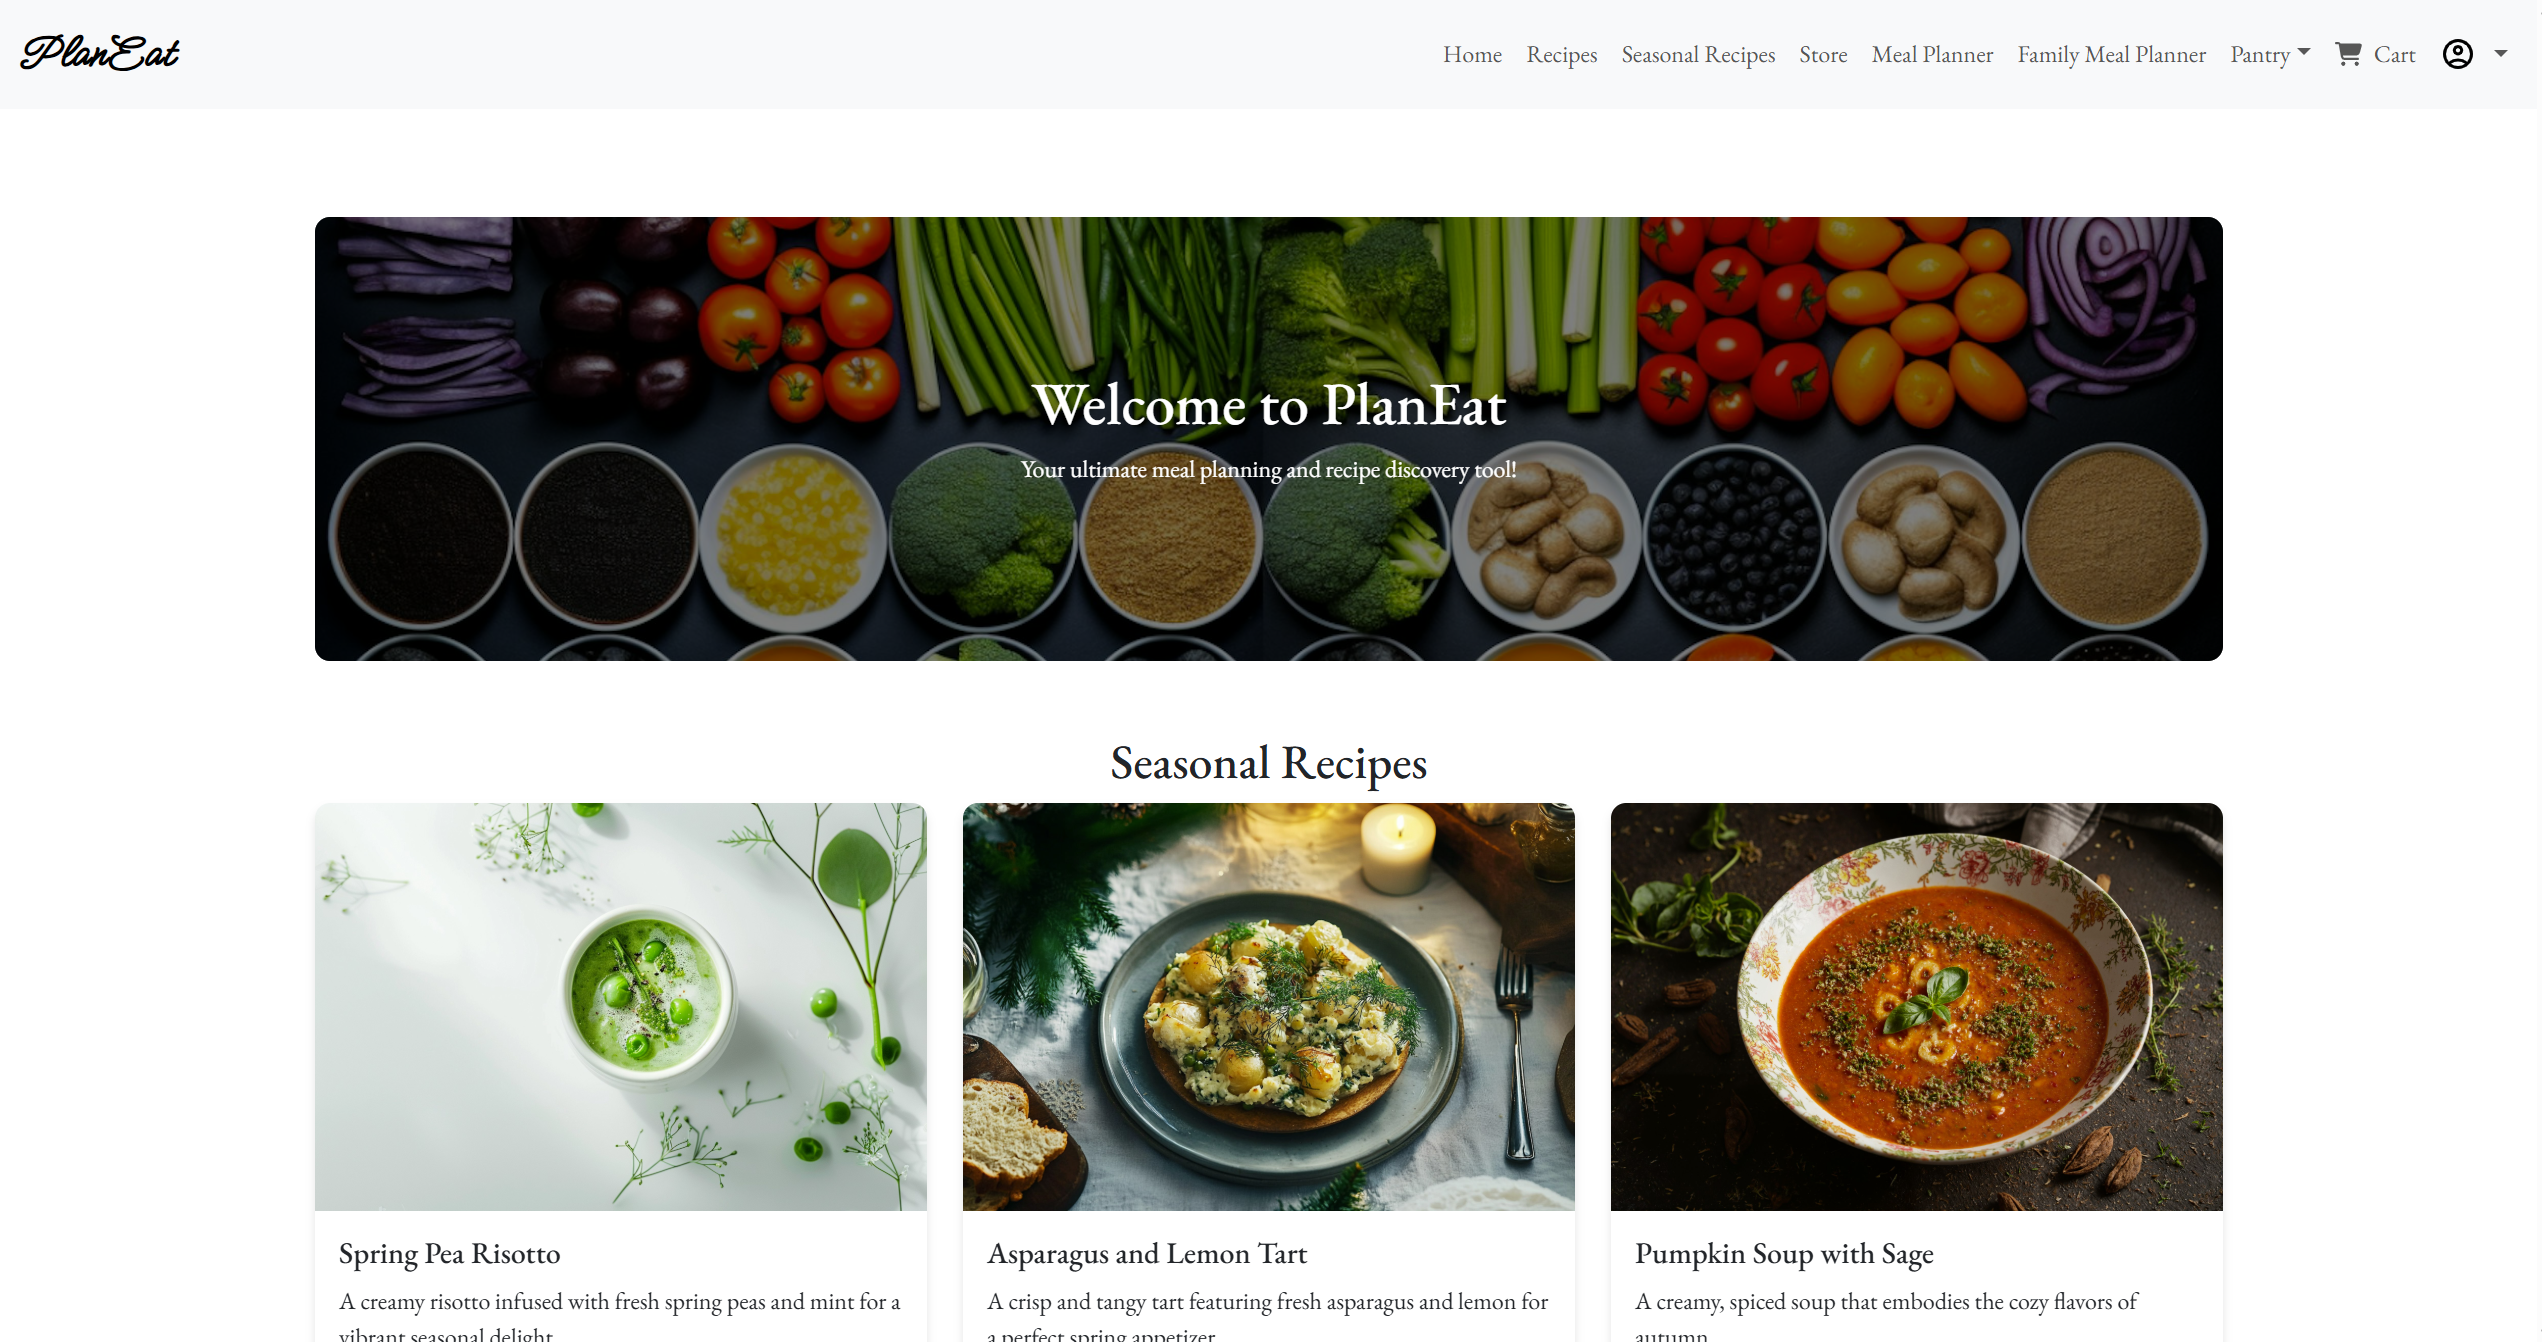 PlanEat
Home Recipes Seasonal Recipes Store Meal Planner Family Meal Planner Pantry Cart
Welcome to PlanEat
Your ultimate meal planning and recipe discovery tool!
Seasonal Recipes
Spring Pea Risotto
A creamy risotto infused with fresh spring peas and mint for a
vibrant seasonal delight.
Asparagus and Lemon Tart
A crisp and tangy tart featuring fresh asparagus and lemon for
a perfect spring appetizer.
Pumpkin Soup with Sage
A creamy, spiced soup that embodies the cozy flavors of
autumn.